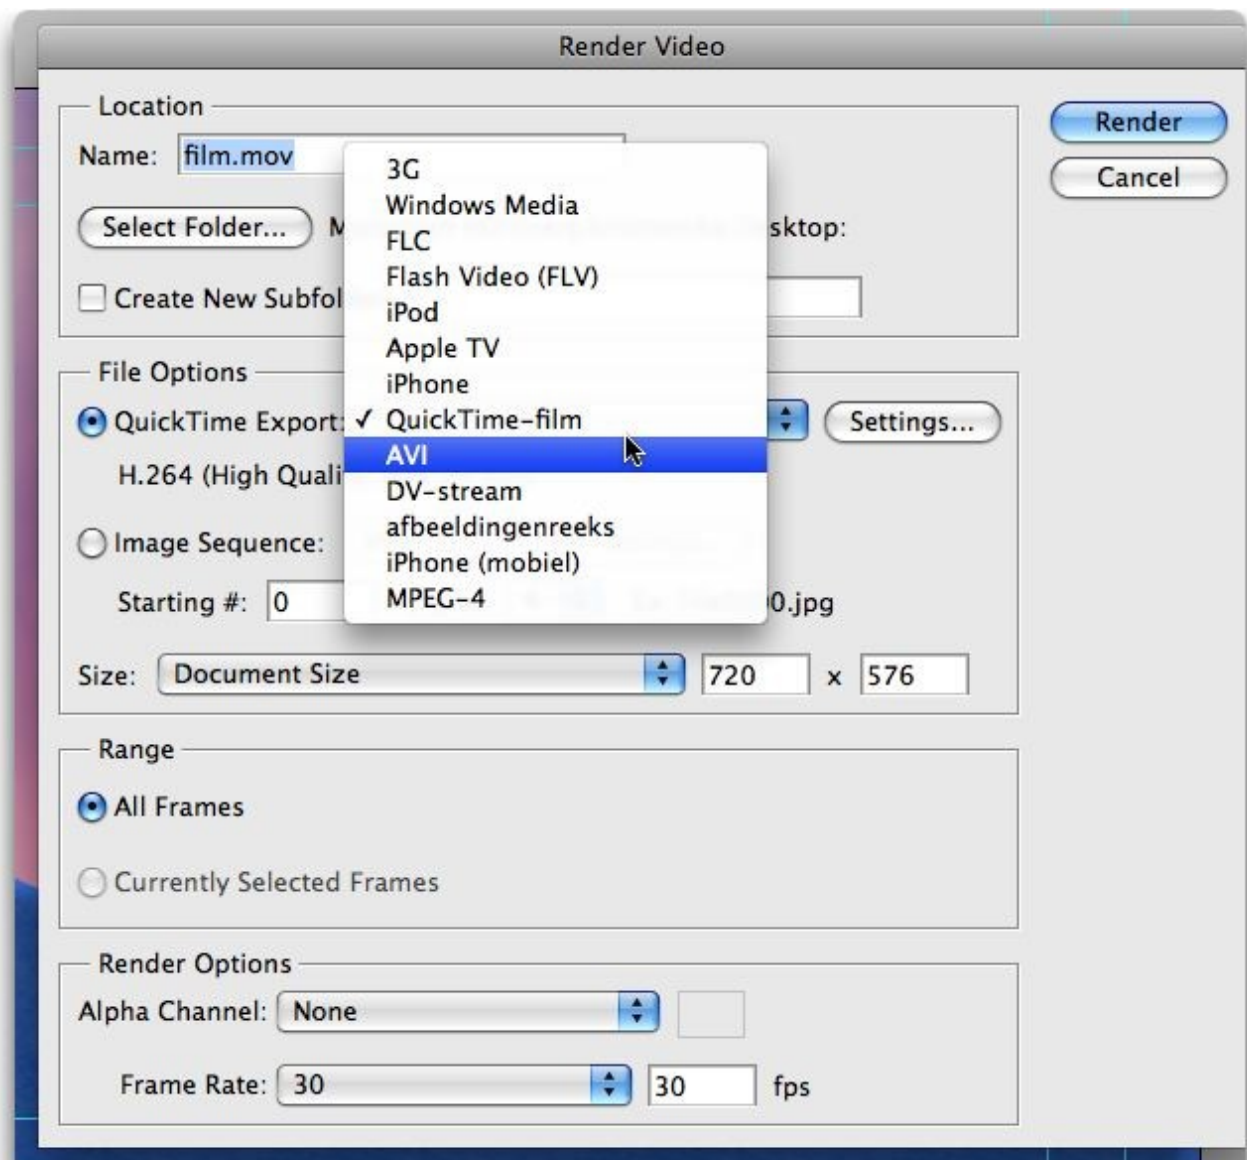 Render Video
Location
Name: film.mov
Render
Cancel
Select Folder... sktop:
Create New Subfol
3G
Windows Media
FLC
Flash Video (FLV)
iPod
Apple TV
iPhone
✓ QuickTime-film
AVI
DV-stream
afbeeldingenreeks
iPhone (mobiel)
MPEG-4
File Options
QuickTime Export: Settings...
H.264 (High Quali
Image Sequence:
Starting #: 0 0.jpg
Size: Document Size 720 x 576
Range
All Frames
Currently Selected Frames
Render Options
Alpha Channel: None
Frame Rate: 30 30 fps